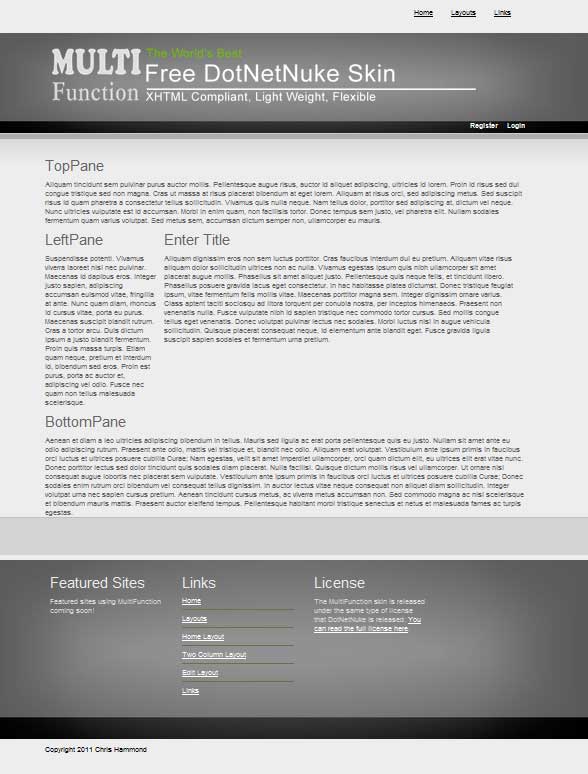 Home Layouts Links
MULTI
Function
The World's Best
Free DotNetNuke Skin
XHTML Compliant, Light Weight, Flexible
Register Login
TopPane
Aliquam tincidunt sem pulvinar purus auctor mollis. Pellentesque augue risus, auctor id aliquet adipiscing, ultricies id lorem. Proin id risus sed dui
congue tristique sed non magna. Cras ut massa at risus placerat bibendum at eget lorem. Aliquam at risus orci, sed adipiscing metus. Sed suscipit
risus id quam pharetra a consectetur tellus sollicitudin. Vivamus quis nulla neque. Nam tellus dolor, porttitor sed adipiscing at, dictum vel neque.
Nunc ultricies vulputate est id accumsan. Morbi in enim quam, non facilisis tortor. Donec tempus sem justo, vel pharetra elit. Nullam sodales
fermentum quam varius volutpat. Sed metus sem, accumsan dictum semper non, ullamcorper eu mauris.
LeftPane
Suspendisse potenti. Vivamus
viverra laoreet nisi nec pulvinar.
Maecenas id dapibus eros. Integer
justo sapien, adipiscing
accumsan euismod vitae, fringilla
at ante. Nunc quam diam, rhoncus
id cursus vitae, porta eu purus.
Maecenas suscipit blandit rutrum.
Cras a tortor arcu. Duis dictum
ipsum a justo blandit fermentum.
Proin quis massa turpis. Etiam
quam neque, pretium et interdum
id, bibendum sed eros. Proin est
purus, porta ac auctor et,
adipiscing vel odio. Fusce nec
quam non tellus malesuada
scelerisque.
Enter Title
Aliquam dignissim eros non sem luctus porttitor. Cras faucibus interdum dui eu pretium. Aliquam vitae risus
aliquam dolor sollicitudin ultrices non ac nulla. Vivamus egestas ipsum quis nibh ullamcorper sit amet
placerat augue mollis. Phasellus sit amet aliquet justo. Pellentesque quis neque felis, et tincidunt libero.
Phasellus posuere gravida lacus eget consectetur. In hac habitasse platea dictumst. Donec tristique feugiat
ipsum, vitae fermentum felis mollis vitae. Maecenas porttitor magna sem. Integer dignissim ornare varius.
Class aptent taciti sociosqu ad litora torquent per conubia nostra, per inceptos himenaeos. Praesent non
venenatis nulla. Fusce vulputate nibh id sapien tristique nec commodo tortor cursus. Sed mollis congue
tellus eget venenatis. Donec volutpat pulvinar lectus nec sodales. Morbi luctus nisl in augue vehicula
sollicitudin. Quisque placerat consequat neque, id elementum ante blandit eget. Fusce gravida ligula
suscipit sapien sodales et fermentum urna pretium.
BottomPane
Aenean et diam a leo ultricies adipiscing bibendum in tellus. Mauris sed ligula ac erat porta pellentesque quis eu justo. Nullam sit amet ante eu
odio adipiscing rutrum. Praesent ante odio, mattis vel tristique et, blandit nec odio. Aliquam erat volutpat. Vestibulum ante ipsum primis in faucibus
orci luctus et ultrices posuere cubilia Curae; Nam egestas, velit sit amet imperdiet ullamcorper, orci quam dictum elit, eu ultrices elit erat vitae nunc.
Donec porttitor lectus sed dolor tincidunt quis sodales diam placerat. Nulla facilisi. Quisque dictum mollis risus vel ullamcorper. Ut ornare nisl
consequat augue lobortis nec placerat sem vulputate. Vestibulum ante ipsum primis in faucibus orci luctus et ultrices posuere cubilia Curae; Donec
sodales enim rutrum orci bibendum vel consequat tellus dignissim. In auctor lectus vitae neque consequat non aliquet diam sollicitudin. Integer
volutpat urna nec sapien cursus pretium. Aenean tincidunt cursus metus, ac viverra metus accumsan non. Sed commodo magna ac nisl scelerisque
et bibendum mauris mattis. Praesent auctor eleifend tempus. Pellentesque habitant morbi tristique senectus et netus et malesuada fames ac turpis
egestas.
Featured Sites
Featured sites using MultiFunction
coming soon!
Links
Home
Layouts
Home Layout
Two Column Layout
Edit Layout
Links
License
The MultiFunction skin is released
under the same type of license
that DotNetNuke is released. You
can read the full license here.
Copyright 2011 Chris Hammond